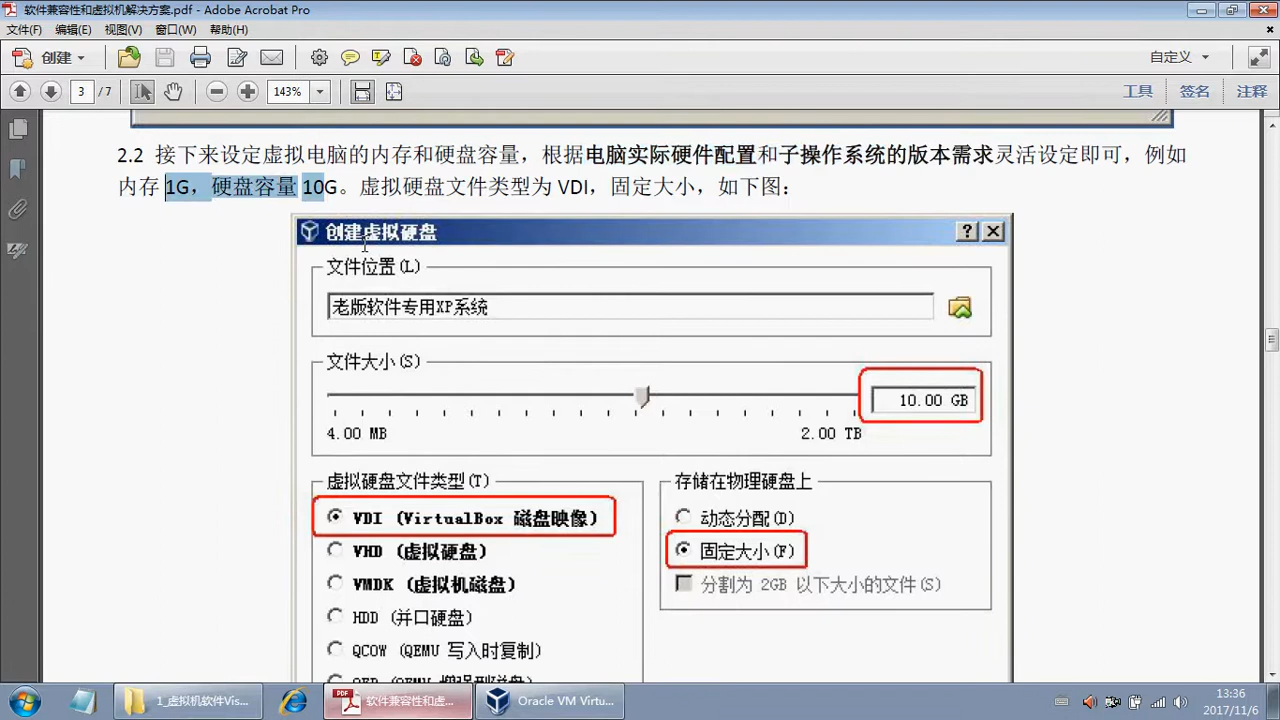 软件兼容性和虚拟机解决方案.pdf - Adobe Acrobat Pro
文件(F) 编辑(E) 视图(V) 窗口(W) 帮助(H)
创建 自定义
3 / 7 143% 工具 签名 注释
2.2 接下来设定虚拟电脑的内存和硬盘容量，根据电脑实际硬件配置和子操作系统的版本需求灵活设定即可，例如
内存 1G，硬盘容量 10G。虚拟硬盘文件类型为 VDI，固定大小，如下图：
创建虚拟硬盘
文件位置(L)
老版软件专用XP系统
文件大小(S)
10.00 GB
4.00 MB 2.00 TB
虚拟硬盘文件类型(T) 存储在物理硬盘上
VDI (VirtualBox 磁盘映像) 动态分配(D)
VHD (虚拟硬盘) 固定大小(F)
VMDK (虚拟机磁盘) 分割为 2GB 以下大小的文件(S)
HDD (并口硬盘)
QCOW (QEMU 写入时复制)
QED (QEMU 增强型磁盘)
1_虚拟机软件Vis... 软件兼容性和虚... Oracle VM Virtu...
13:36
2017/11/6